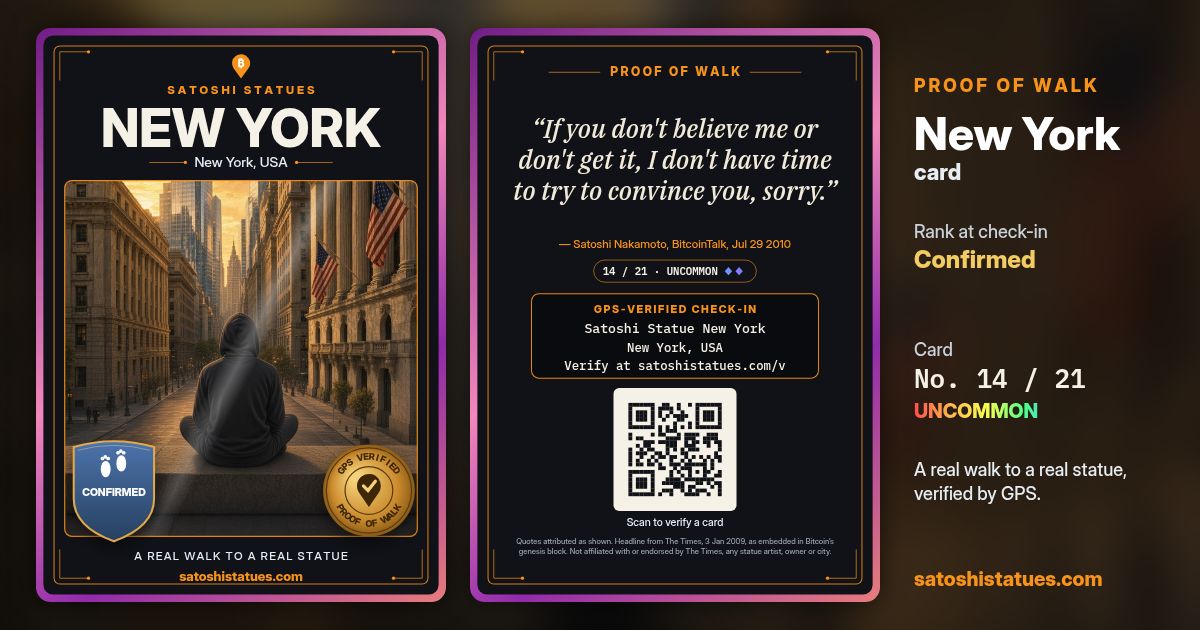 SATOSHI STATUES
NEW YORK
New York, USA
CONFIRMED
GPS VERIFIED
PROOF OF WALK
A REAL WALK TO A REAL STATUE
satoshistatues.com
PROOF OF WALK
“If you don't believe me or
don't get it, I don't have time
to try to convince you, sorry.”
— Satoshi Nakamoto, BitcoinTalk, Jul 29 2010
14 / 21 · UNCOMMON
GPS-VERIFIED CHECK-IN
Satoshi Statue New York
New York, USA
Verify at satoshistatues.com/v
Scan to verify a card
Quotes attributed as shown. Headline from The Times, 3 Jan 2009, as embedded in Bitcoin's
genesis block. Not affiliated with or endorsed by The Times, any statue artist, owner or city.
PROOF OF WALK
New York
card
Rank at check-in
Confirmed
Card
No. 14 / 21
UNCOMMON
A real walk to a real statue,
verified by GPS.
satoshistatues.com